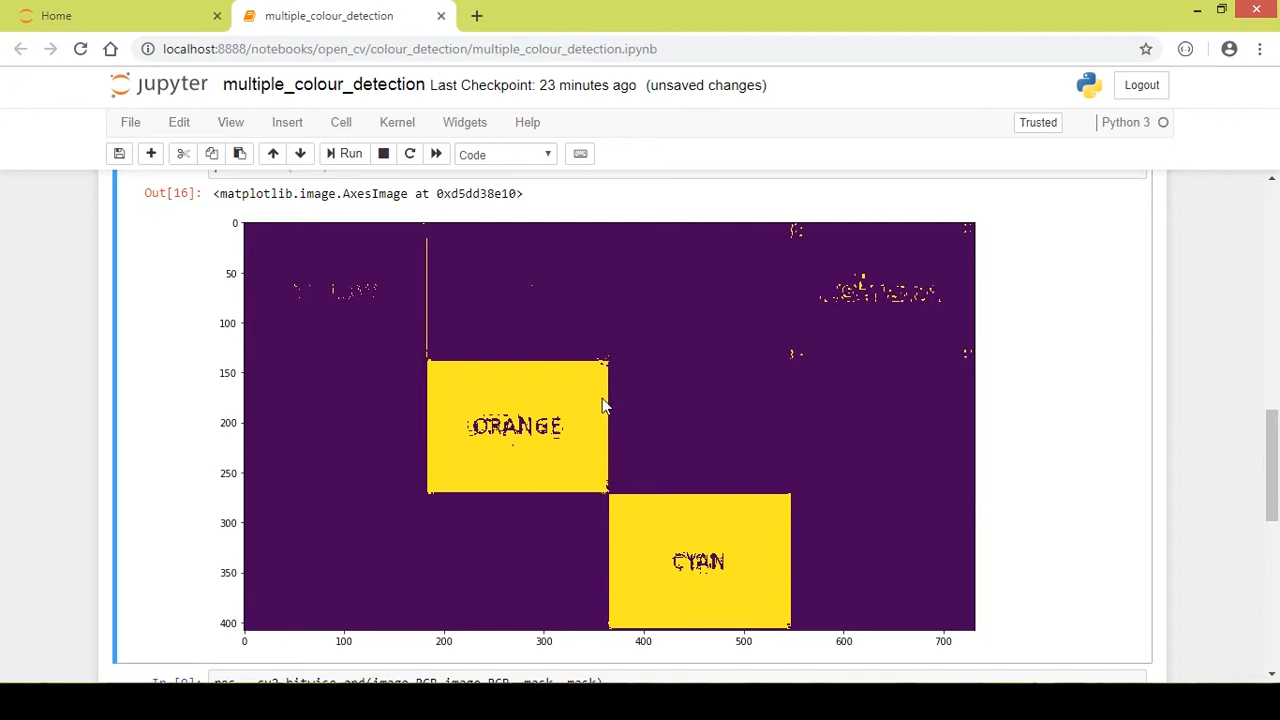 Home
multiple_colour_detection
localhost:8888/notebooks/open_cv/colour_detection/multiple_colour_detection.ipynb
jupyter multiple_colour_detection Last Checkpoint: 23 minutes ago (unsaved changes) Logout
File Edit View Insert Cell Kernel Widgets Help Trusted Python 3
Run Code
Out[16]: <matplotlib.image.AxesImage at 0xd5dd38e10>
0
50
100
150
200
250
300
350
400
ORANGE
CYAN
0 100 200 300 400 500 600 700